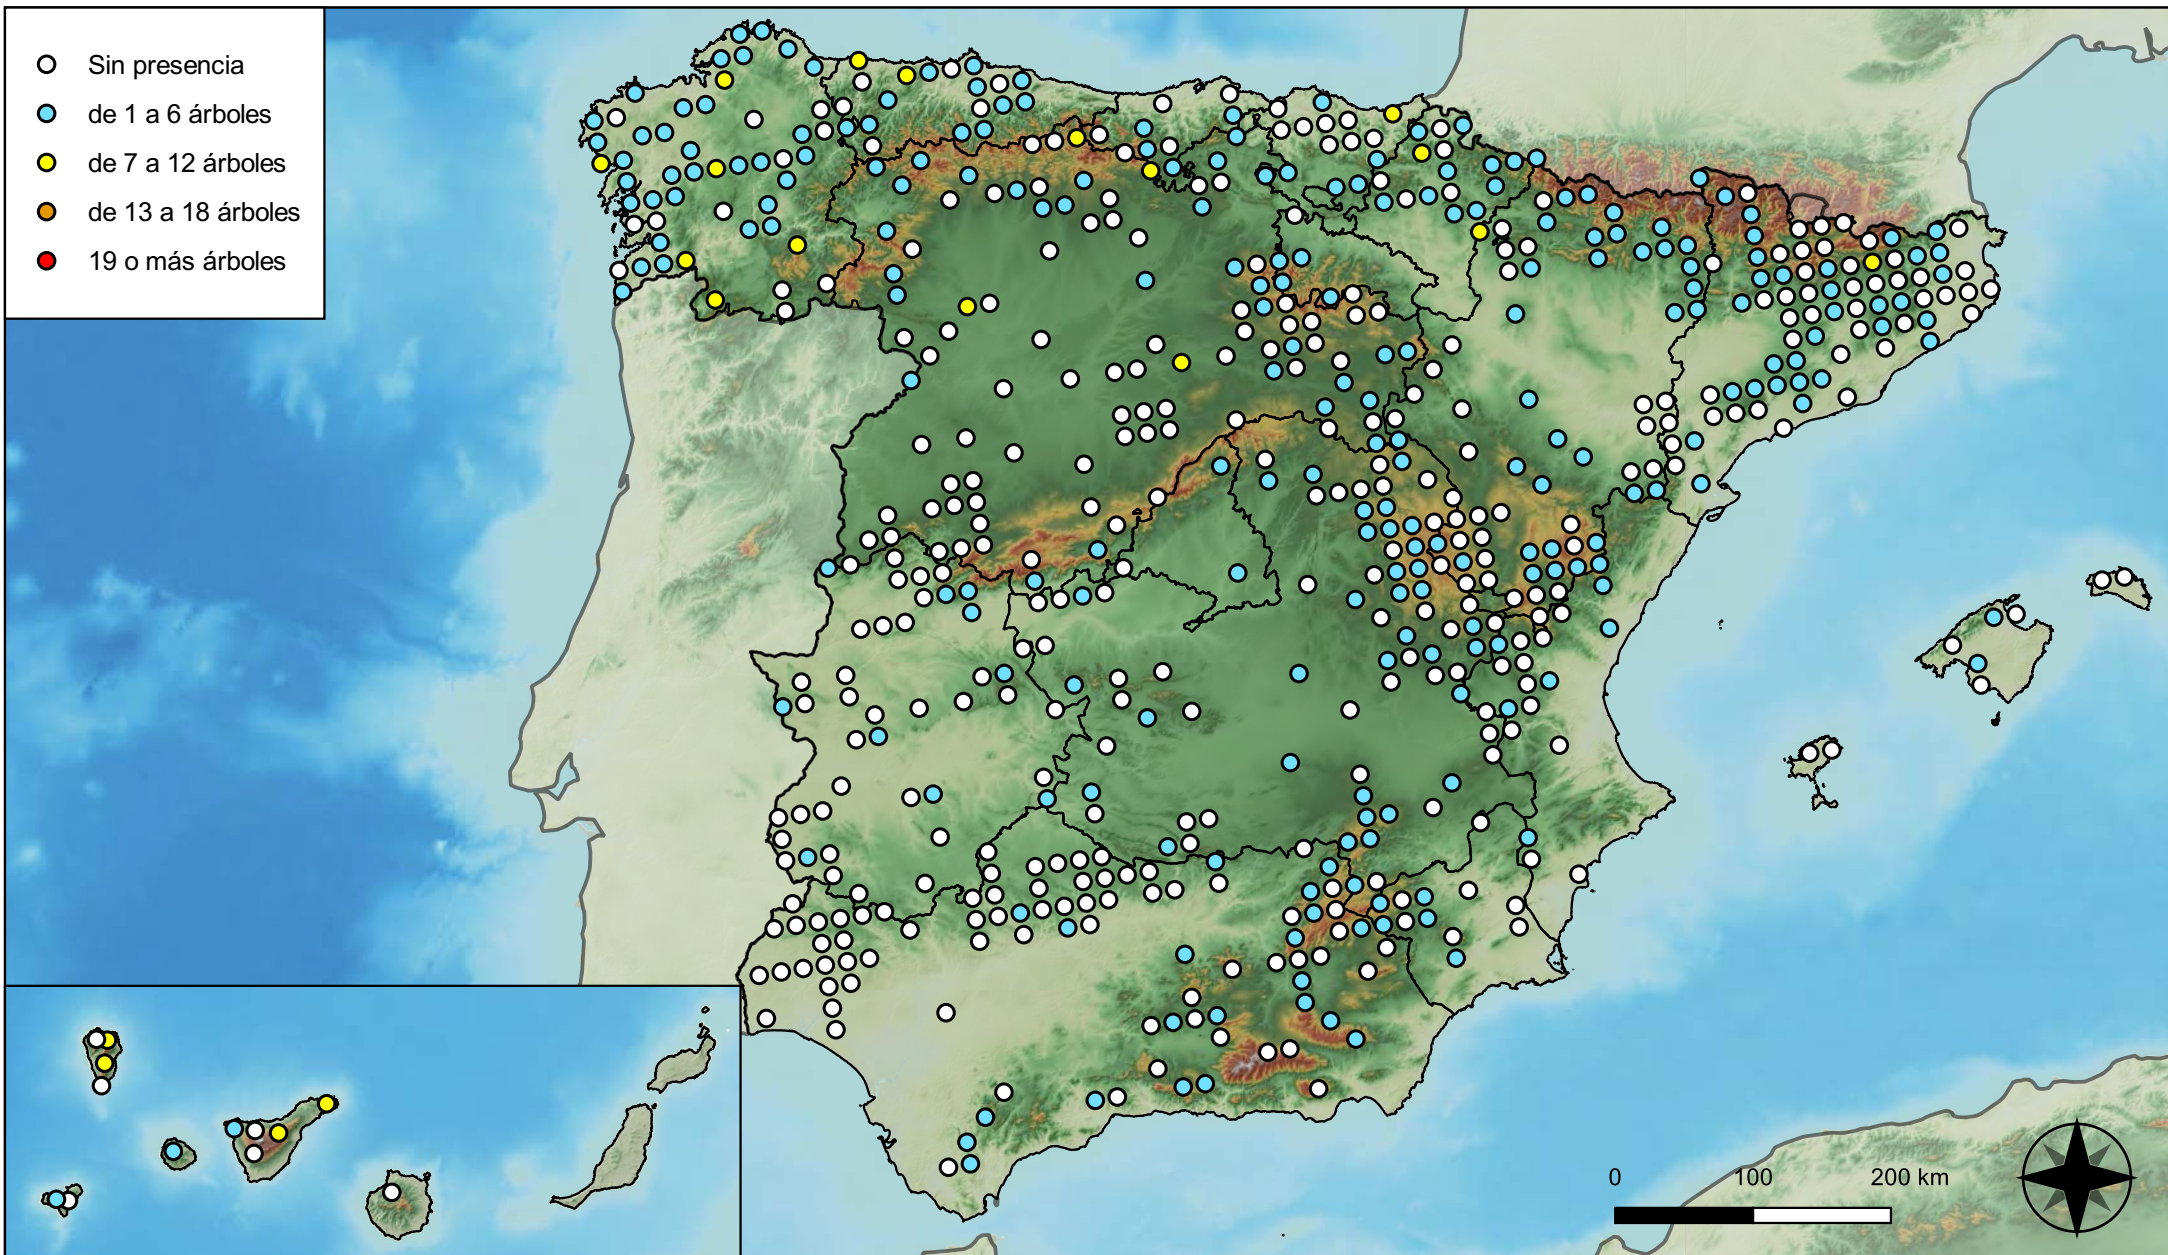 Sin presencia
de 1 a 6 árboles
de 7 a 12 árboles
de 13 a 18 árboles
19 o más árboles
0 100 200 km